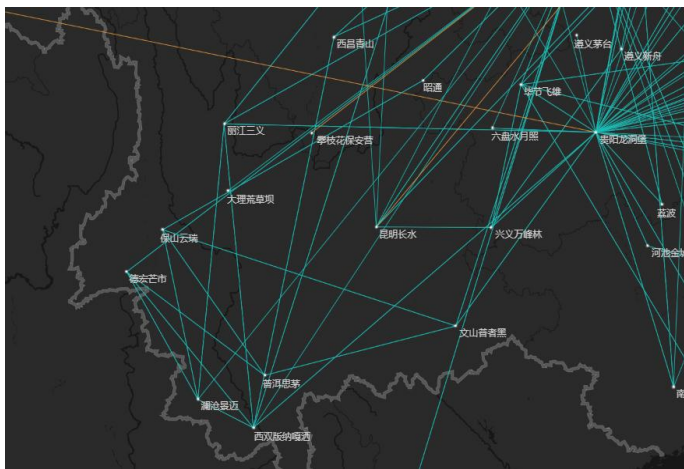 遵义茅台
西昌青山
遵义新舟
昭通
毕节飞雄
丽江三义
六盘水月照
贵阳龙洞堡
攀枝花保安营
大理荒草坝
荔波
保山云瑞
昆明长水
兴义万峰林
河池金城
德宏芒市
文山普者黑
普洱思茅
南
澜沧景迈
西双版纳嘎洒